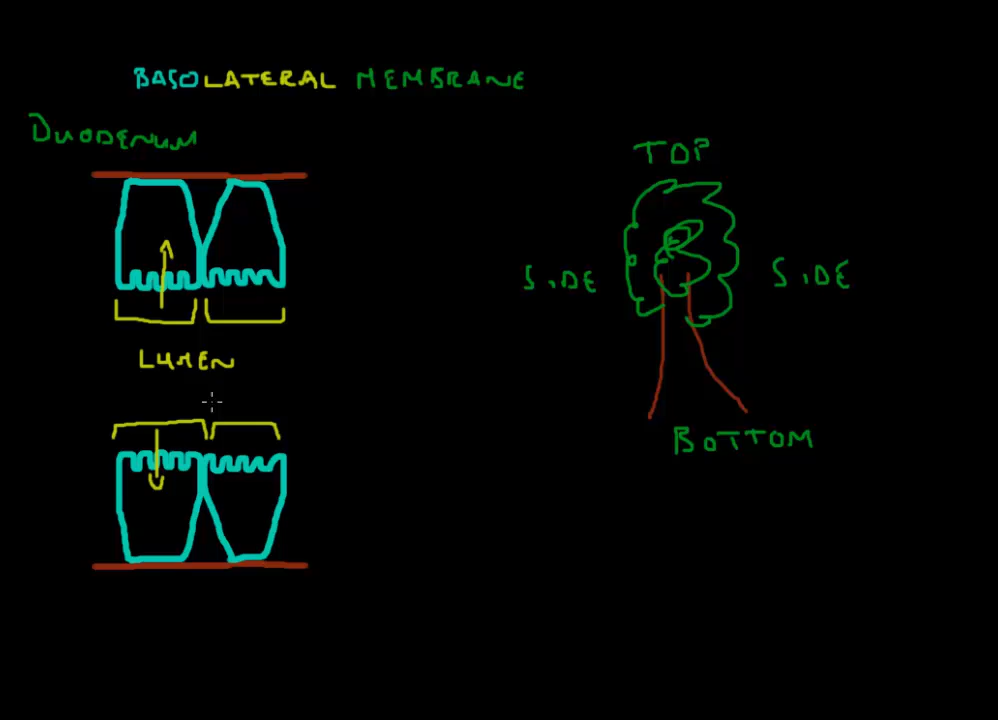 BASOLATERAL MEMBRANE
DUODENUM
LUMEN
TOP
SIDE
SIDE
BOTTOM